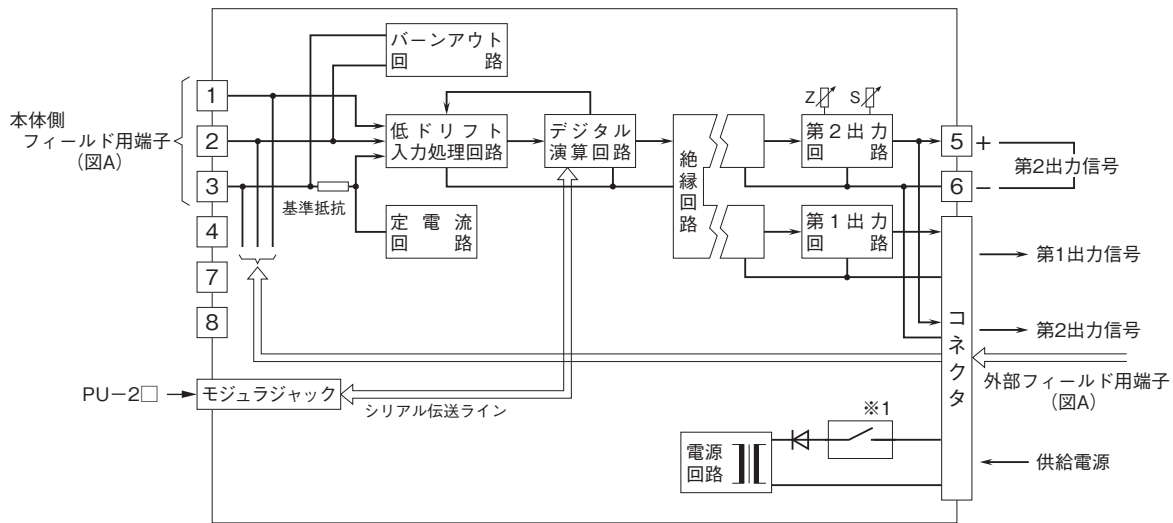 バーンアウト
回路
Z
S
本体側
フィールド用端子
(図A)
1
2
3
4
7
8
低ドリフト
入力処理回路
デジタル
演算回路
絶縁回路
第2出力
回路
第1出力
回路
5
+
6
−
第2出力信号
基準抵抗
定電流
回路
第1出力信号
第2出力信号
コネクタ
外部フィールド用端子
(図A)
PU−2□
モジュラジャック
シリアル伝送ライン
※1
電源
回路
供給電源